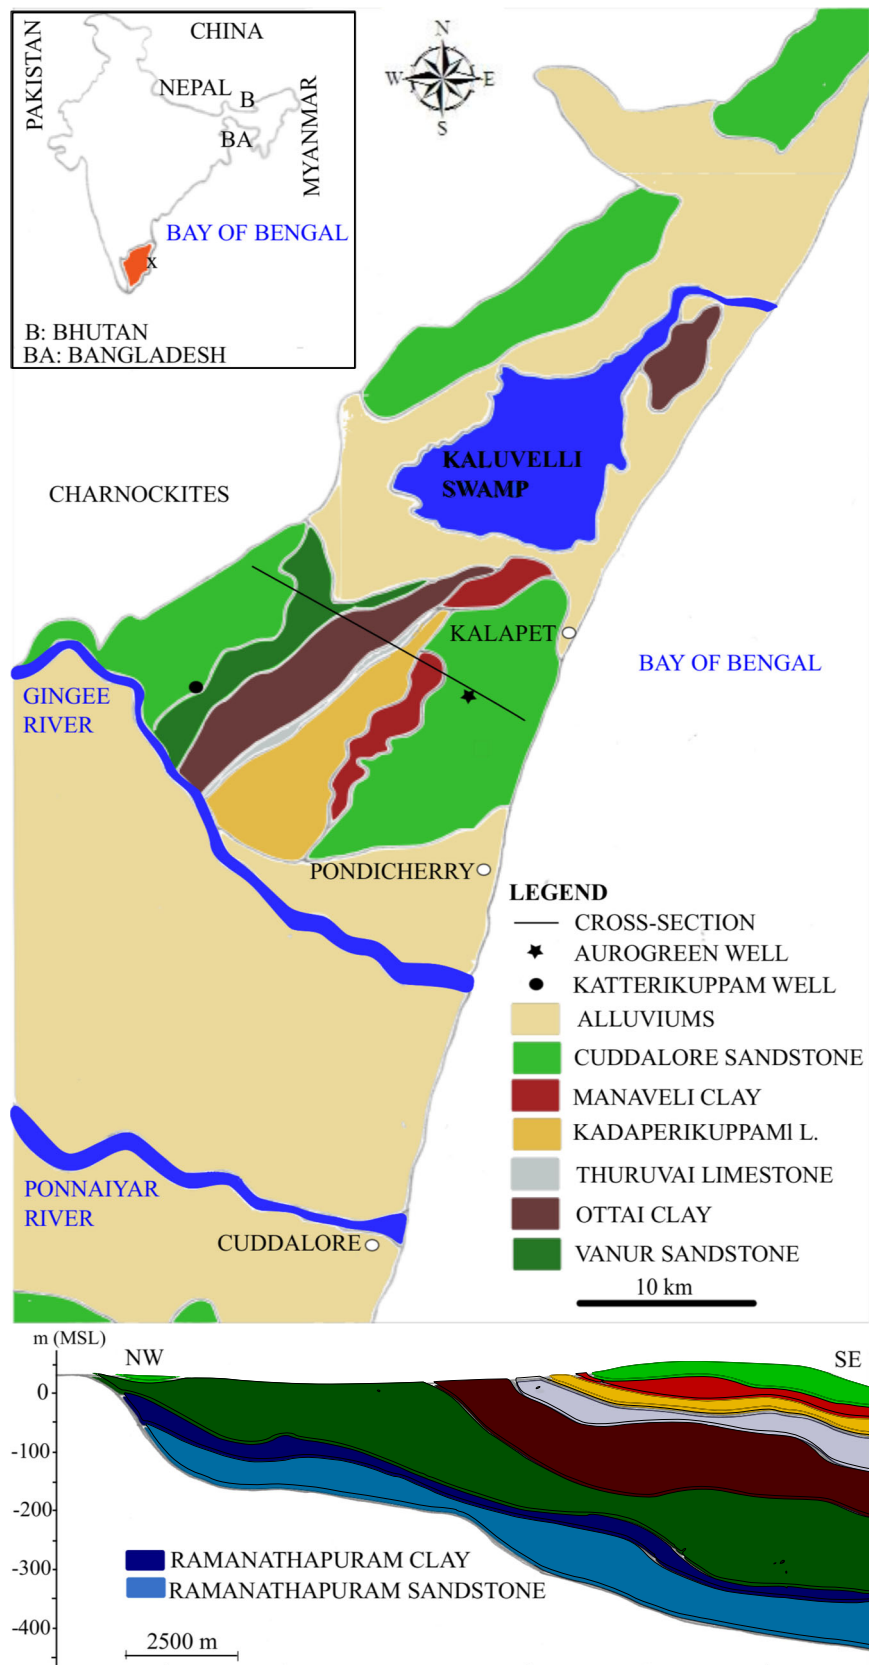 CHINA
PAKISTAN
NEPAL
B
BA
MYANMAR
BAY OF BENGAL
x
B: BHUTAN
BA: BANGLADESH
N
W
E
S
KALUVELLI
SWAMP
CHARNOCKITES
KALAPET
BAY OF BENGAL
GINGEE
RIVER
PONDICHERRY
LEGEND
CROSS-SECTION
AUROGREEN WELL
KATTERIKUPPAM WELL
ALLUVIUMS
CUDDALORE SANDSTONE
MANAVELI CLAY
KADAPERIKUPPAMl L.
THURUVAI LIMESTONE
OTTAI CLAY
VANUR SANDSTONE
10 km
PONNAIYAR
RIVER
CUDDALORE
m (MSL)
NW
SE
0
-100
-200
-300
-400
RAMANATHAPURAM CLAY
RAMANATHAPURAM SANDSTONE
2500 m